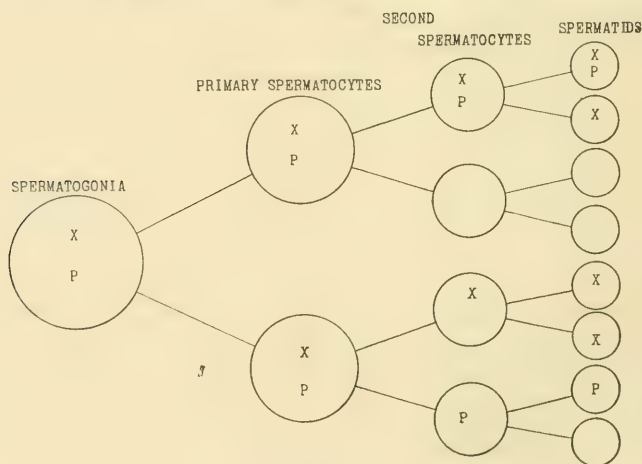 SECOND
SPERMATOCYTES
SPERMATIDS
PRIMARY SPERMATOCYTES
SPERMATOGONIA
X
P
X
P
X
P
X
P
X
X
P
X
X
X
P
P